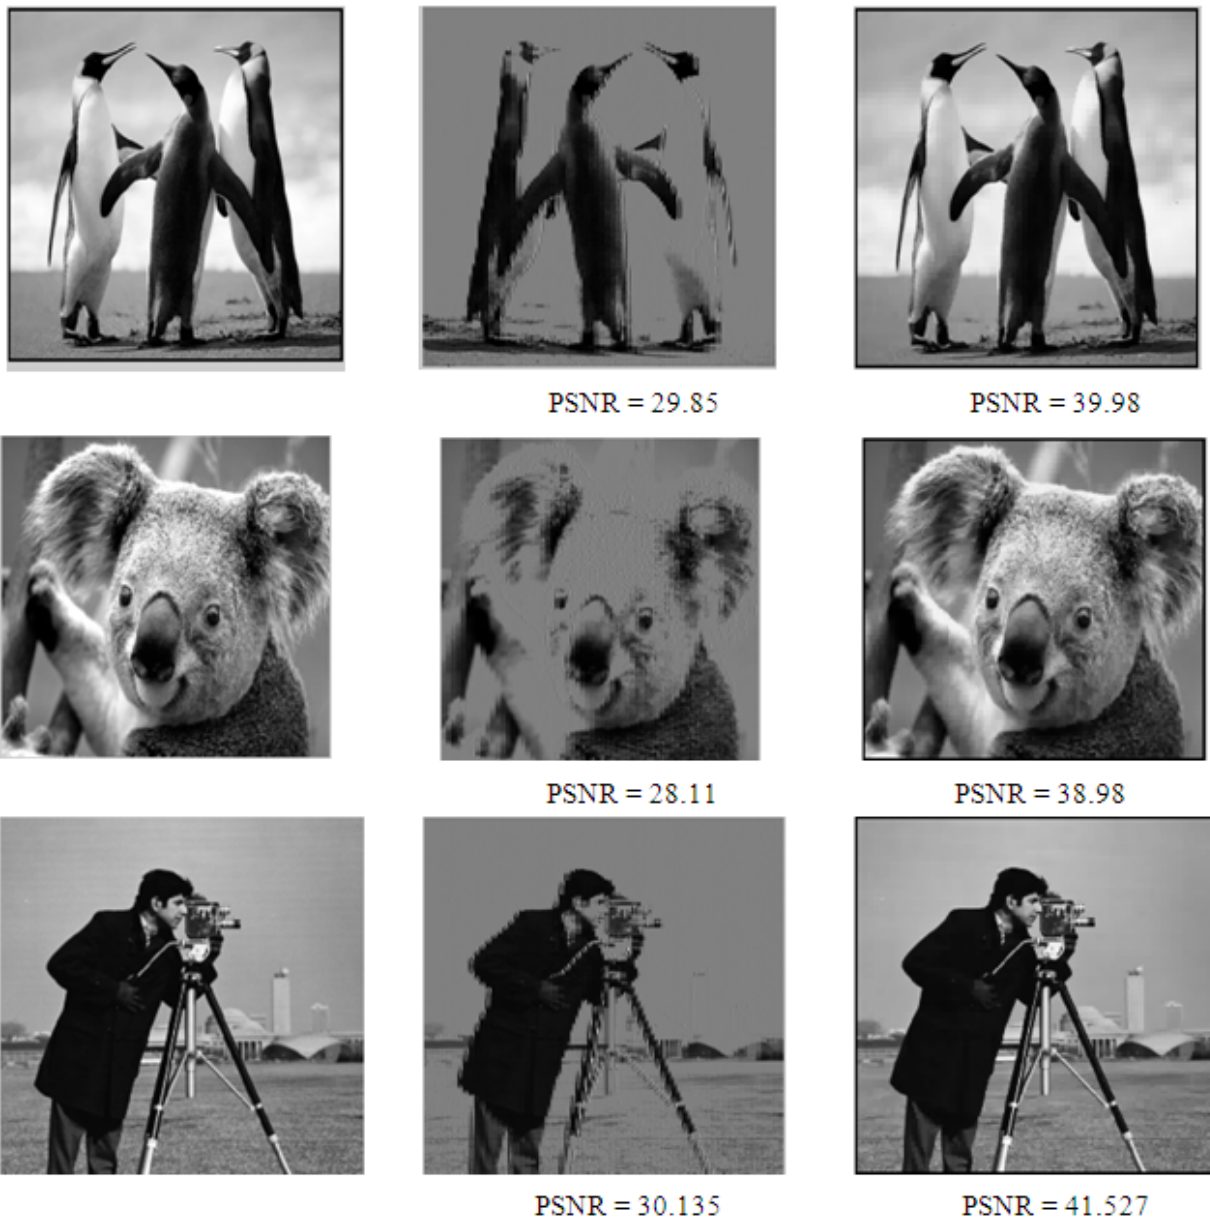 PSNR = 29.85
PSNR = 39.98
PSNR = 28.11
PSNR = 38.98
PSNR = 30.135
PSNR = 41.527